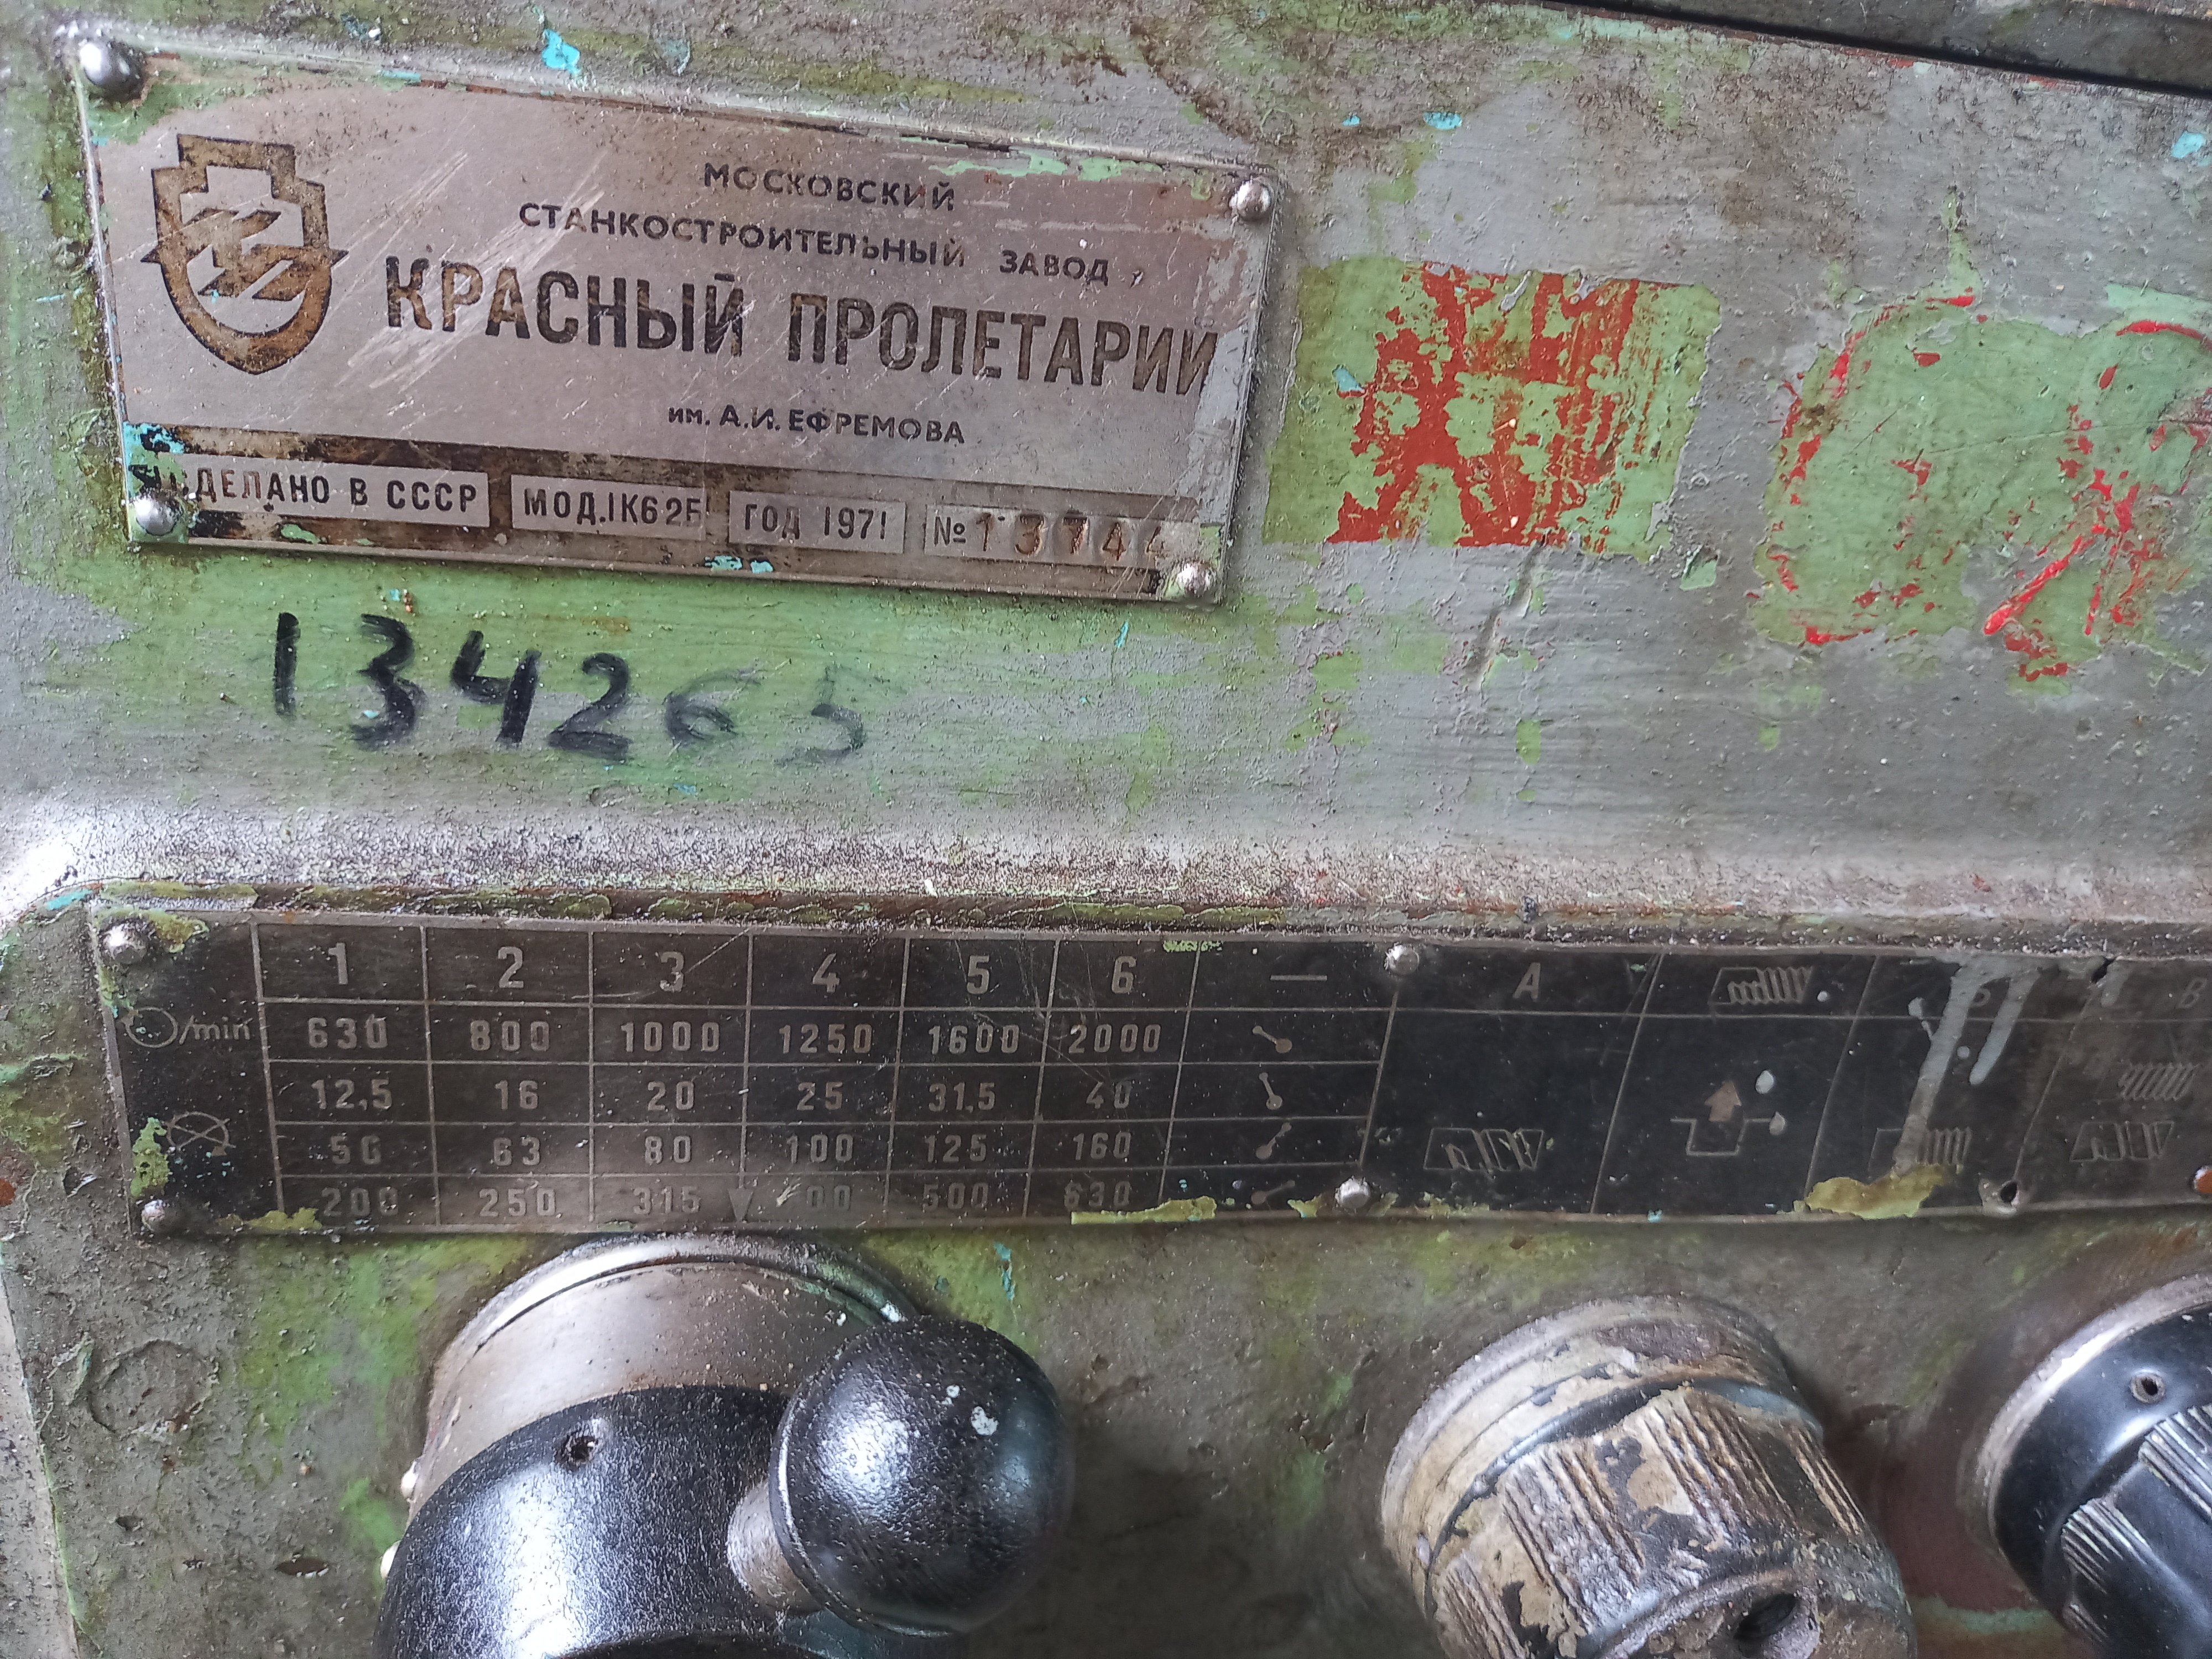 МОСКОВСКИЙ
СТАНКОСТРОИТЕЛЬНЫЙ ЗАВОД
КРАСНЫЙ ПРОЛЕТАРИЙ
им. А.И. ЕФРЕМОВА
СДЕЛАНО В СССР МОД.1К62Б ГОД 1971 № 13744
134265
1 2 3 4 5 6 — А Б В
/min 630 800 1000 1250 1600 2000
12,5 16 20 25 31,5 40
50 63 80 100 125 160
200 250 315 400 500 630